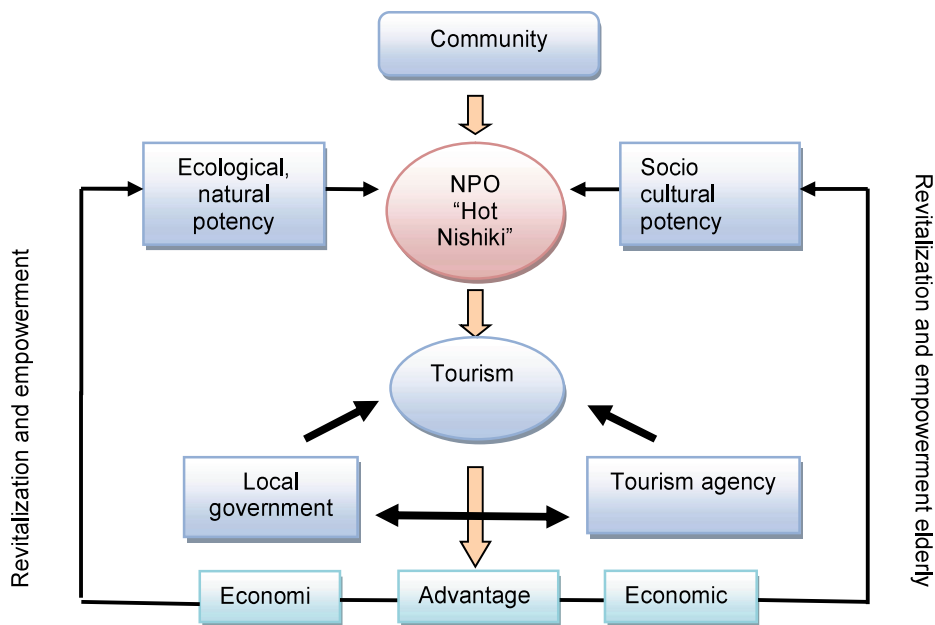 Community
Ecological,
natural
potency
NPO
“Hot
Nishiki”
Socio
cultural
potency
Revitalization and empowerment
Revitalization and empowerment elderly
Tourism
Local
government
Tourism agency
Economi
Advantage
Economic